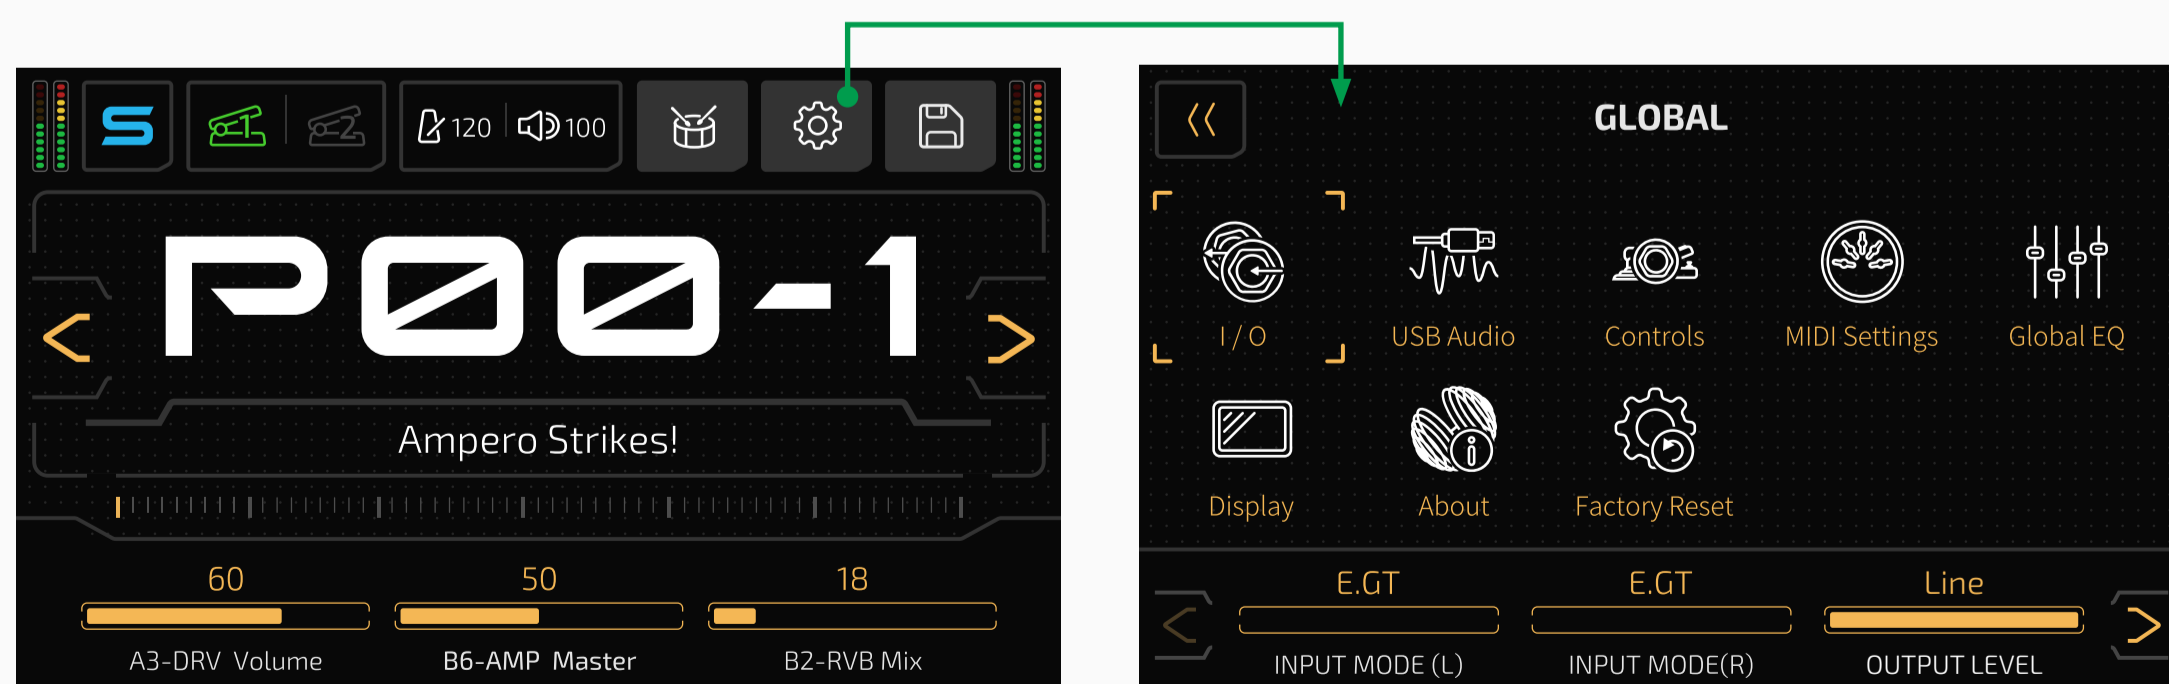 S
1
2
120
100
P00-1
Ampero Strikes!
60
50
18
A3-DRV Volume
B6-AMP Master
B2-RVB Mix
GLOBAL
I/O
USB Audio
Controls
MIDI Settings
Global EQ
Display
About
Factory Reset
E.GT
E.GT
Line
INPUT MODE (L)
INPUT MODE(R)
OUTPUT LEVEL